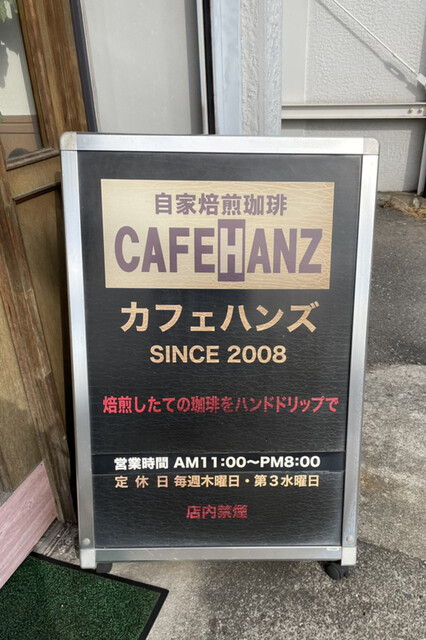 自家焙煎珈琲
CAFEHANZ
カフェハンズ
SINCE 2008
焙煎したての珈琲をハンドドリップで
営業時間 AM11:00〜PM8:00
定休日 毎週木曜日・第3水曜日
店内禁煙